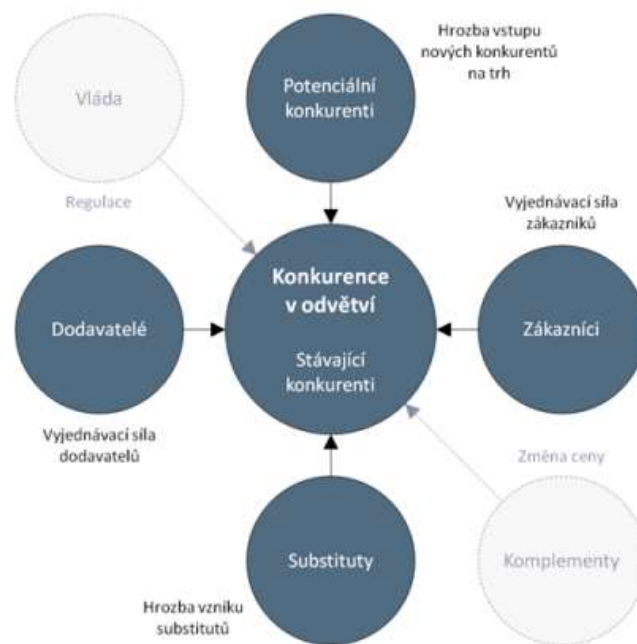 Hrozba vstupu
nových konkurentů
na trh
Potenciální
konkurenti
Vláda
Regulace
Vyjednávací síla
zákazníků
Konkurence
v odvětví
Stávající
konkurenti
Dodavatelé
Zákazníci
Vyjednávací síla
dodavatelů
Změna ceny
Substituty
Komplementy
Hrozba vzniku
substitutů